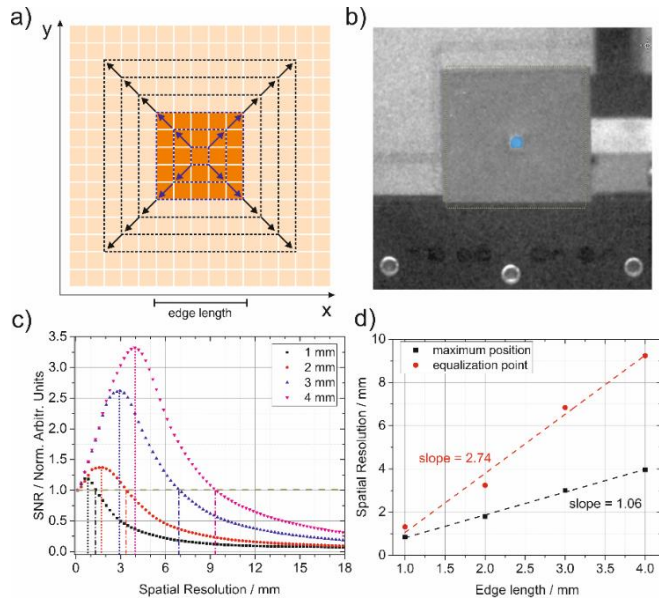 a)
y
x
edge length
b)
c)
SNR / Norm. Arbitr. Units
3.5
3.0
2.5
2.0
1.5
1.0
0.5
0.0
1 mm
2 mm
3 mm
4 mm
0 3 6 9 12 15 18
Spatial Resolution / mm
d)
Spatial Resolution / mm
10
8
6
4
2
0
maximum position
equalization point
slope = 2.74
slope = 1.06
1.0 1.5 2.0 2.5 3.0 3.5 4.0
Edge length / mm